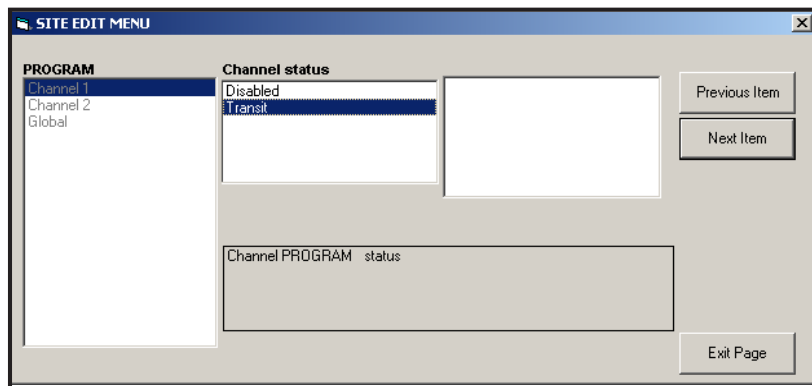 SITE EDIT MENU
PROGRAM
Channel 1
Channel 2
Global
Channel status
Disabled
Transit
Previous Item
Next Item
Channel PROGRAM status
Exit Page